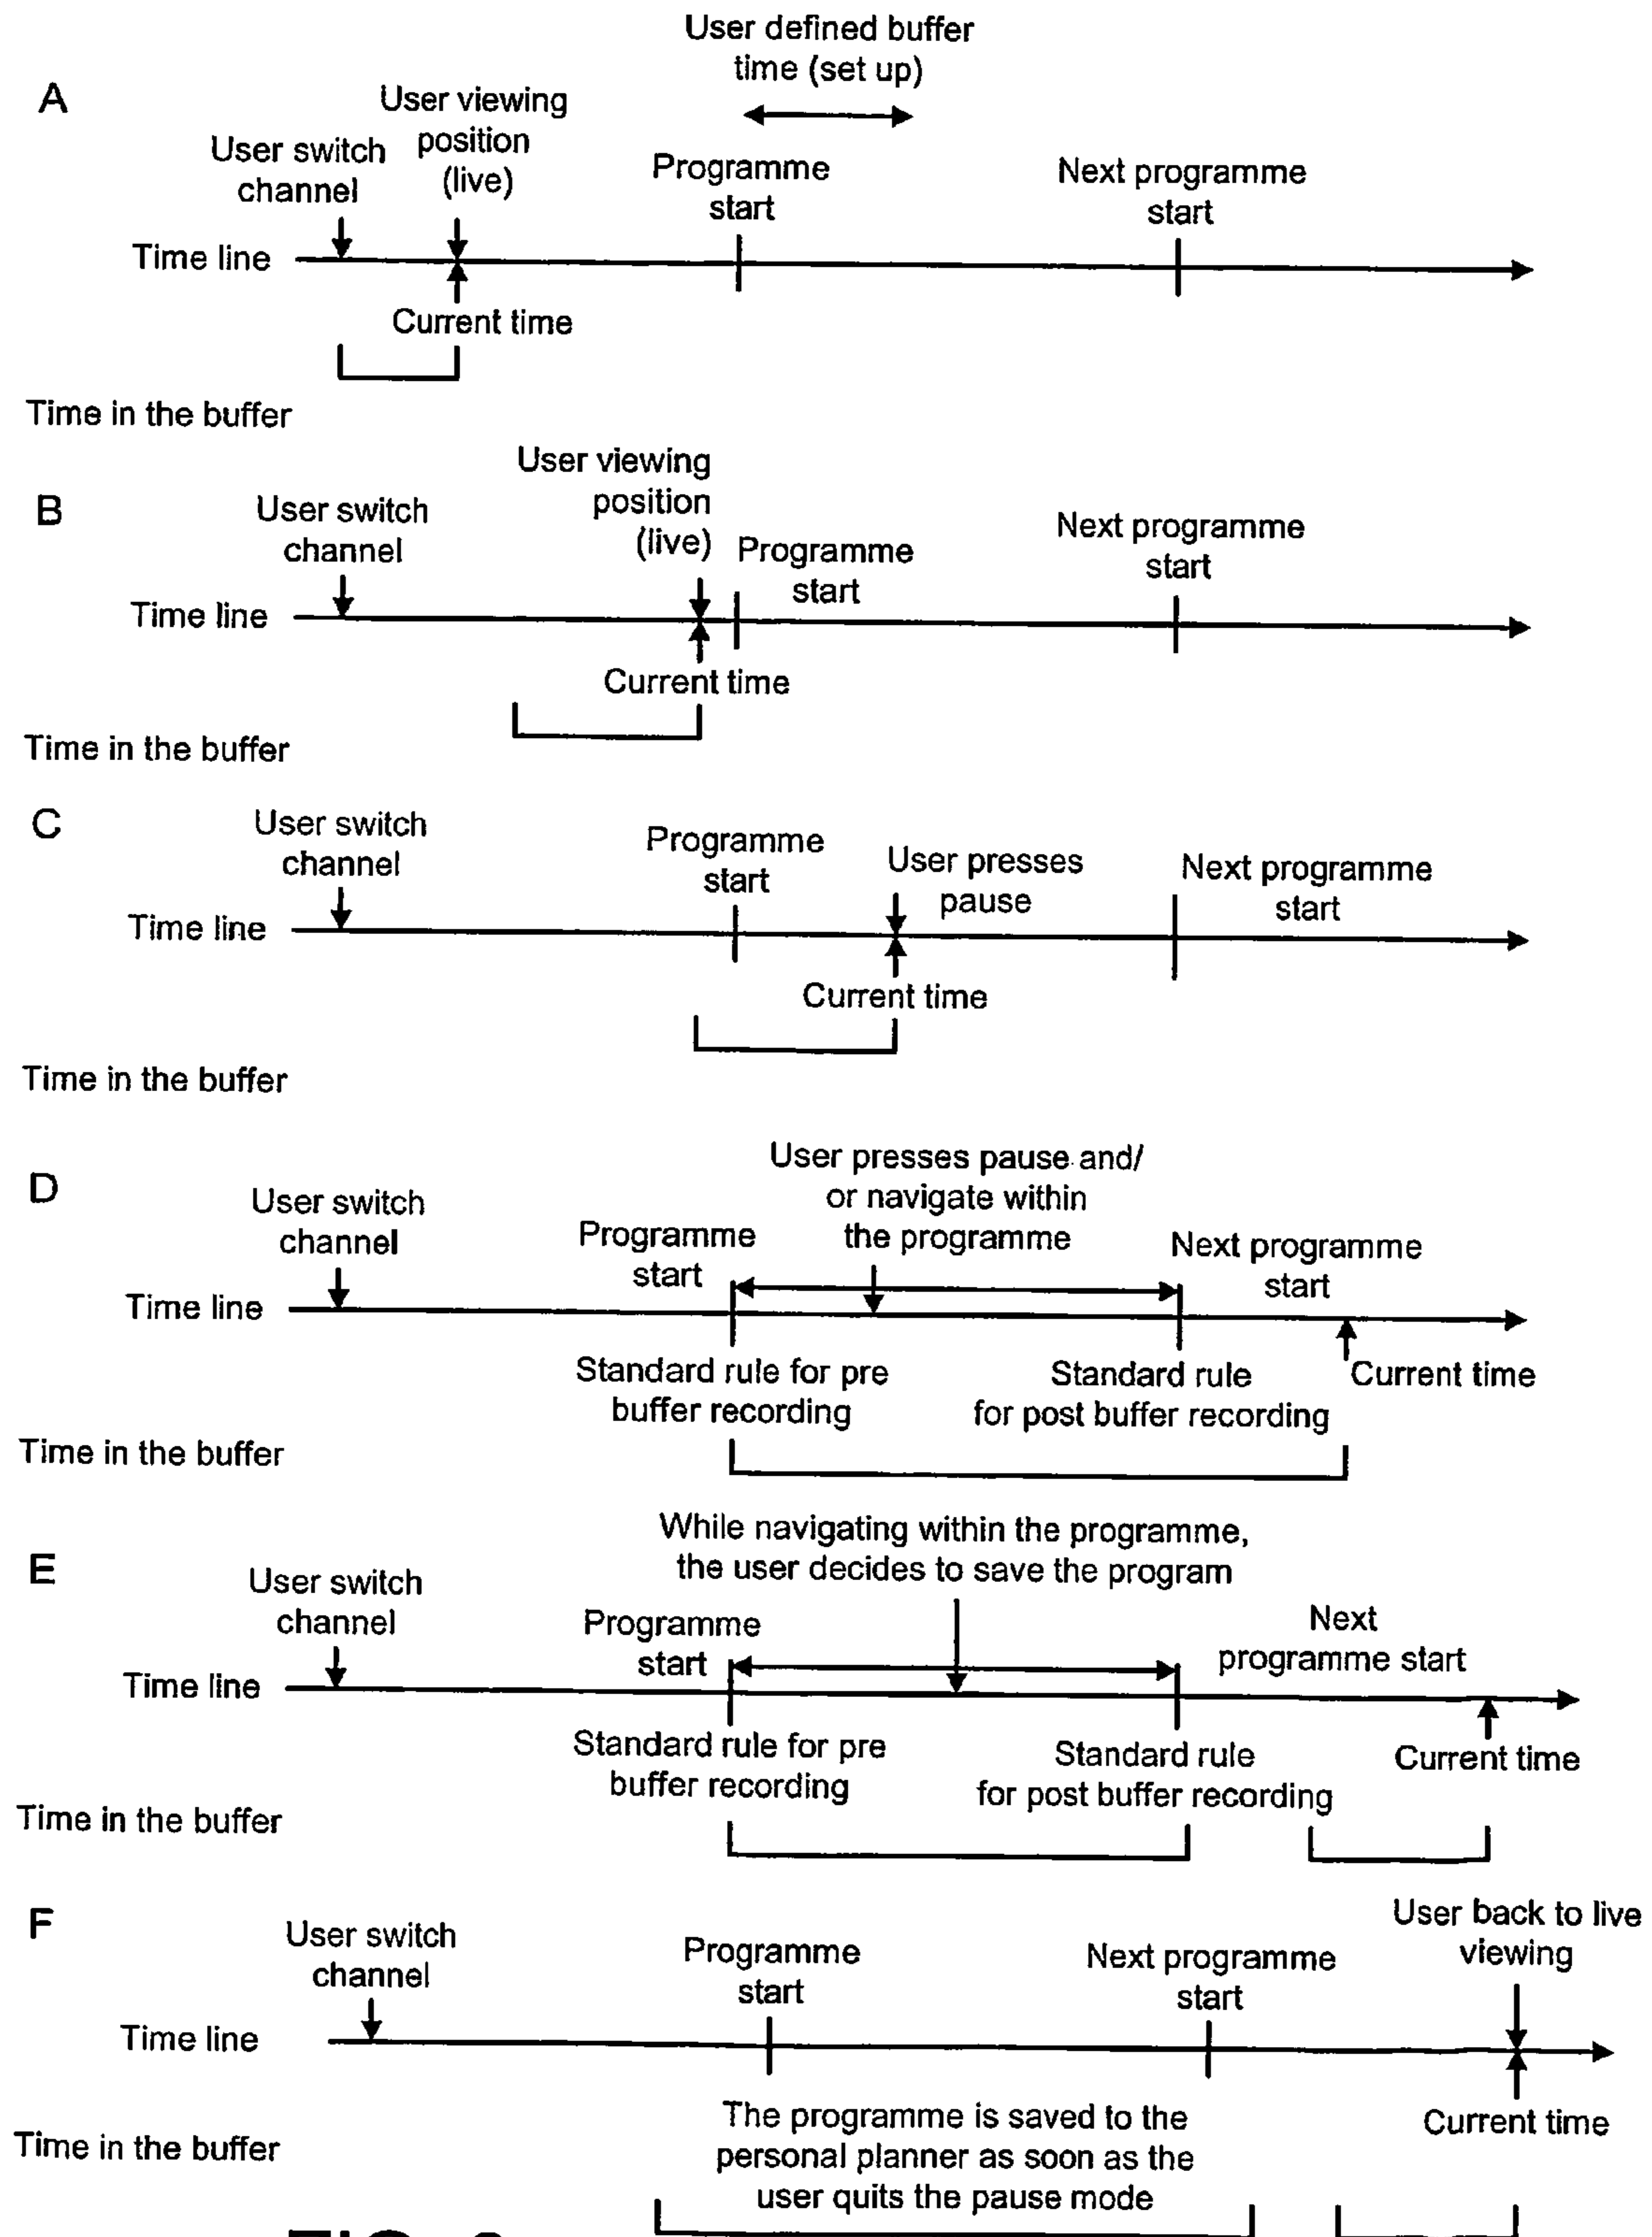 User defined buffer
time (set up)
A
User viewing
position
(live)
User switch
channel
Programme
start
Next programme
start
Time line
Current time
Time in the buffer
User viewing
position
(live)
B
User switch
channel
Programme
start
Next programme
start
Time line
Current time
Time in the buffer
C
User switch
channel
Programme
start
User presses
pause
Next programme
start
Time line
Current time
Time in the buffer
User presses pause and/
or navigate within
the programme
D
User switch
channel
Programme
start
Next programme
start
Time line
Standard rule for pre
buffer recording
Standard rule
for post buffer recording
Current time
Time in the buffer
While navigating within the programme,
the user decides to save the program
E
User switch
channel
Programme
start
Next
programme start
Time line
Standard rule for pre
buffer recording
Standard rule
for post buffer recording
Current time
Time in the buffer
F
User switch
channel
Programme
start
Next programme
start
User back to live
viewing
Time line
Current time
The programme is saved to the
personal planner as soon as the
user quits the pause mode
Time in the buffer